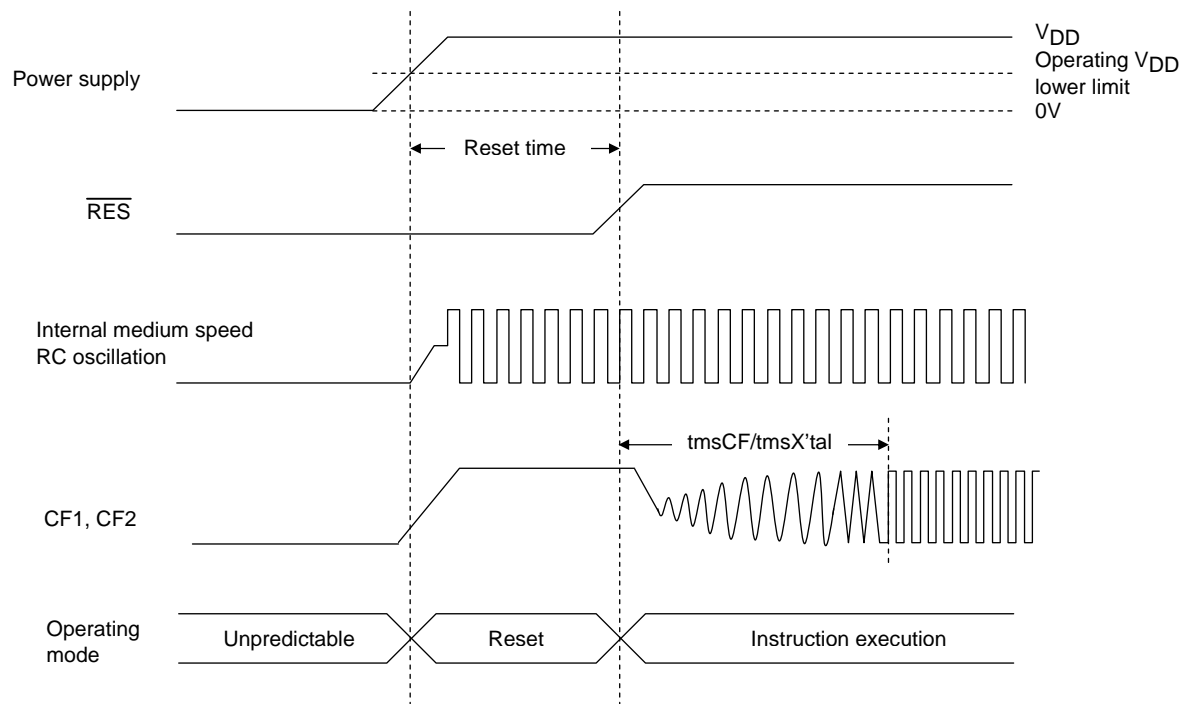 VDD
Operating VDD
lower limit
0V
Power supply
Reset time
RES
Internal medium speed
RC oscillation
tmsCF/tmsX'tal
CF1, CF2
Operating
mode
Unpredictable
Reset
Instruction execution